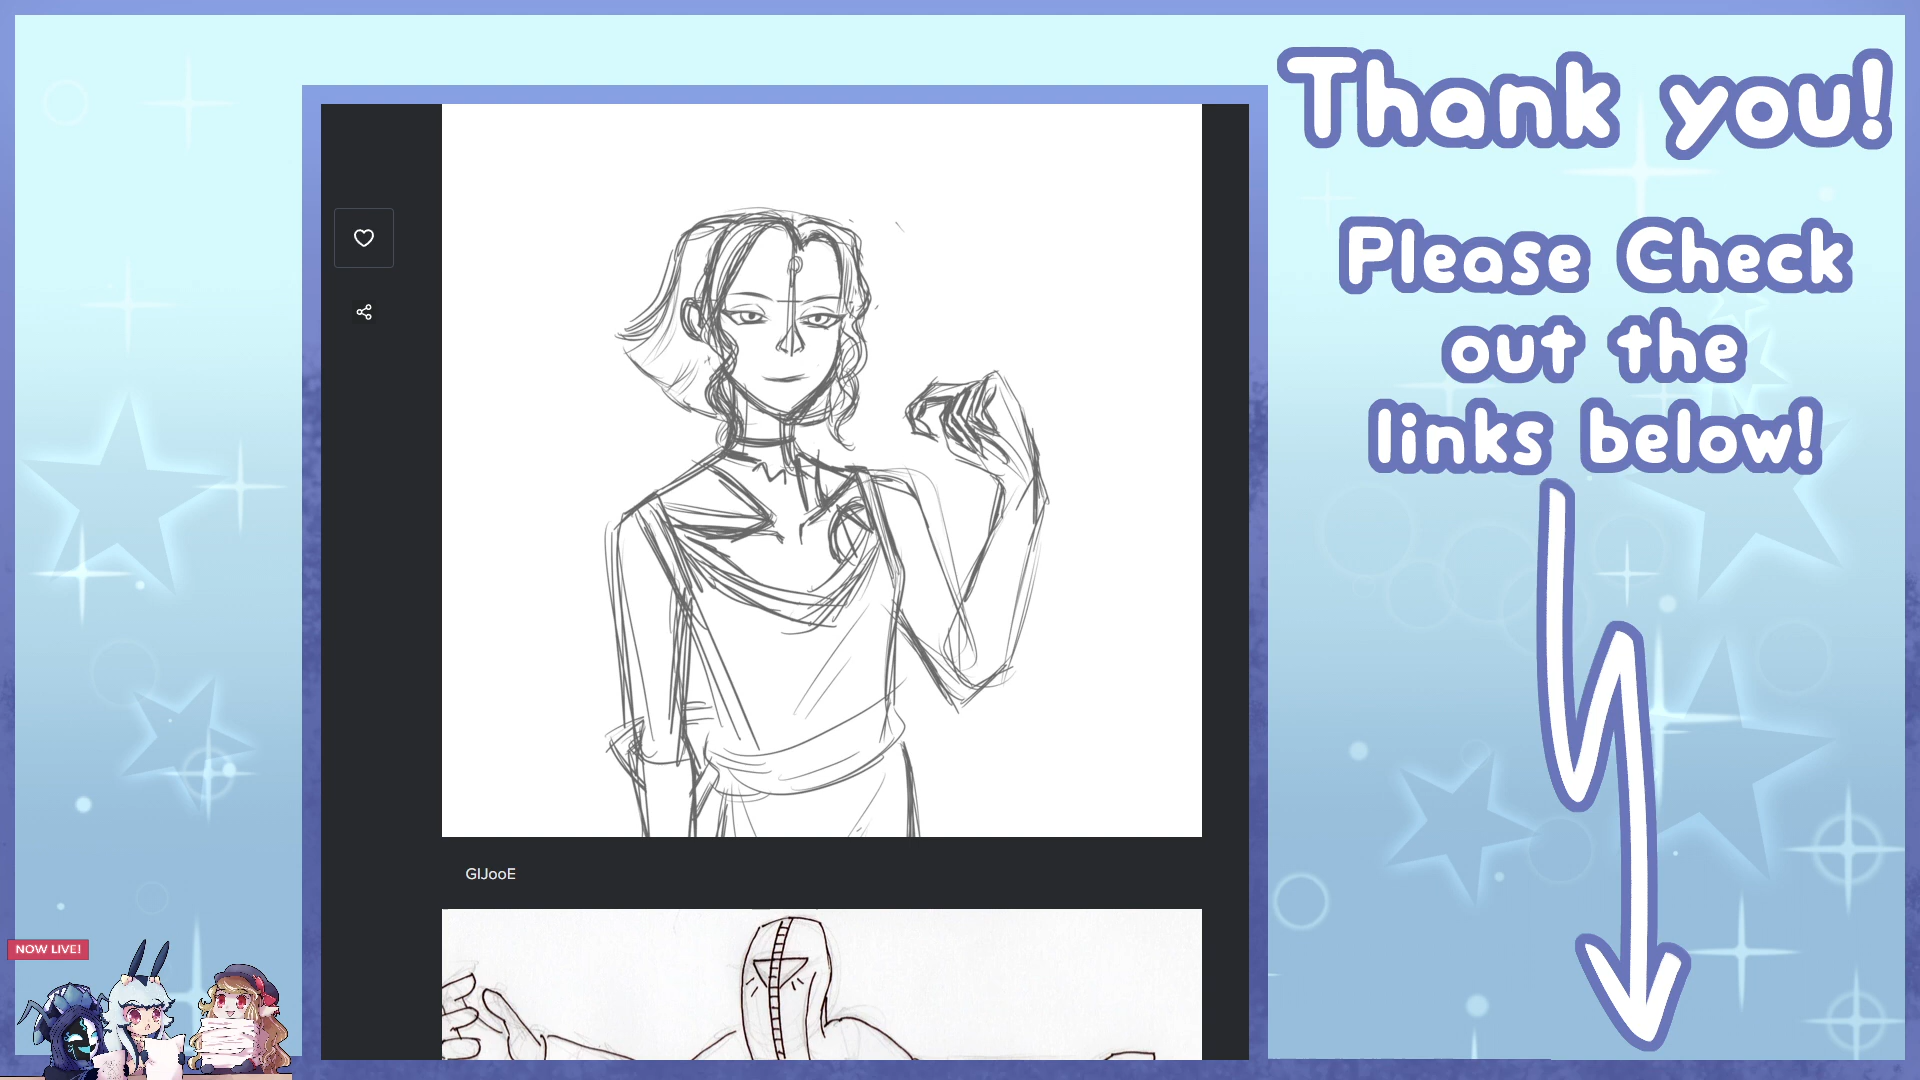 Thank you!
Please Check
out the
links below!
GIJooE
NOW LIVE!